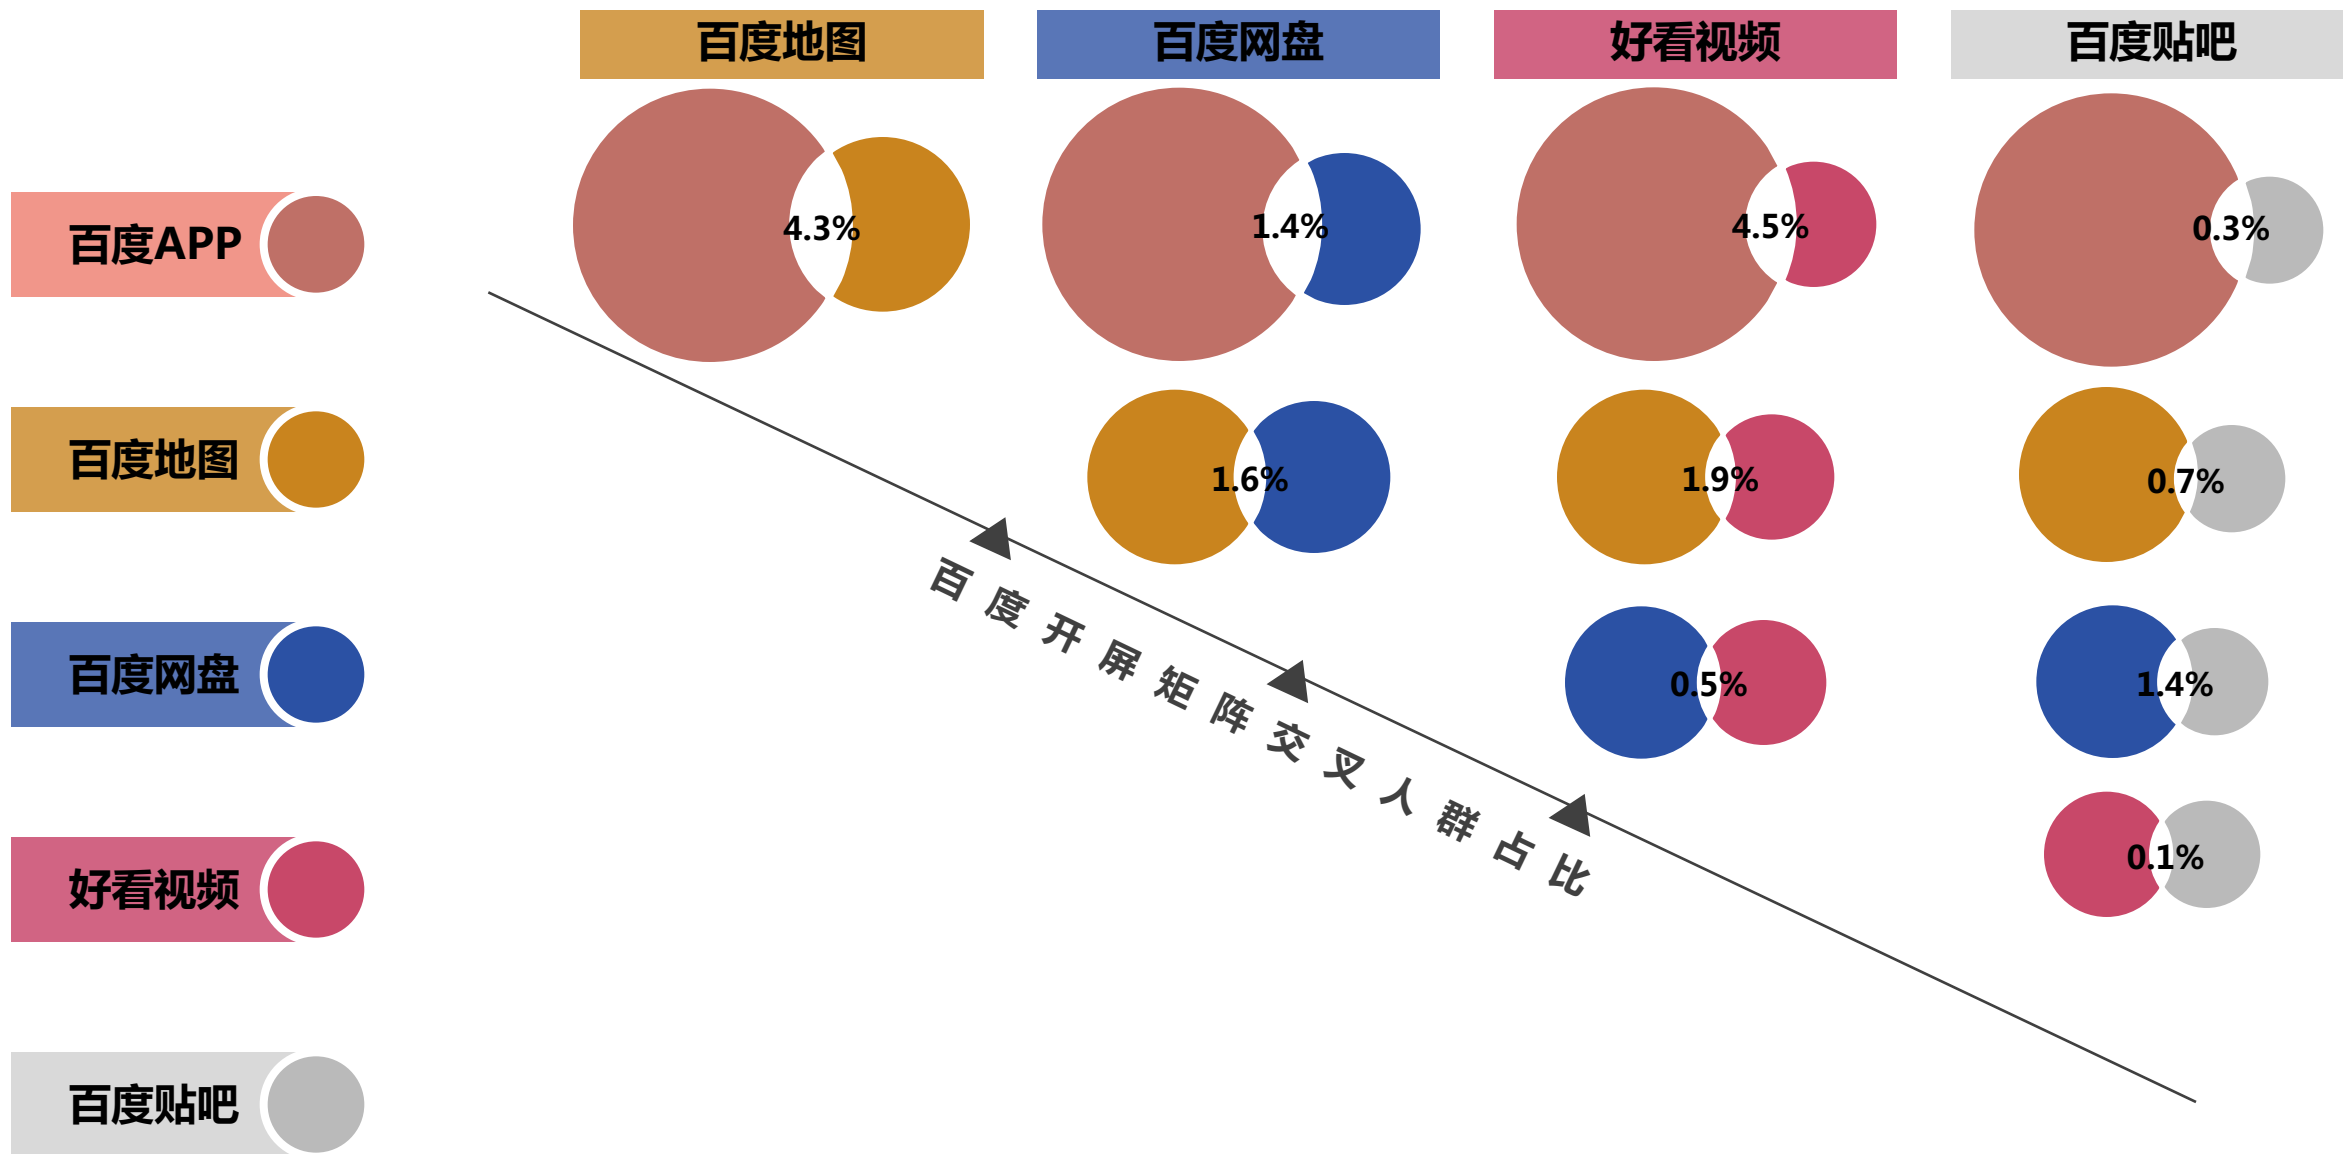 百度地图
百度网盘
好看视频
百度贴吧
百度APP
4.3%
1.4%
4.5%
0.3%
百度地图
1.6%
1.9%
0.7%
百度网盘
0.5%
1.4%
好看视频
0.1%
百度贴吧
百度开屏矩阵交叉人群占比